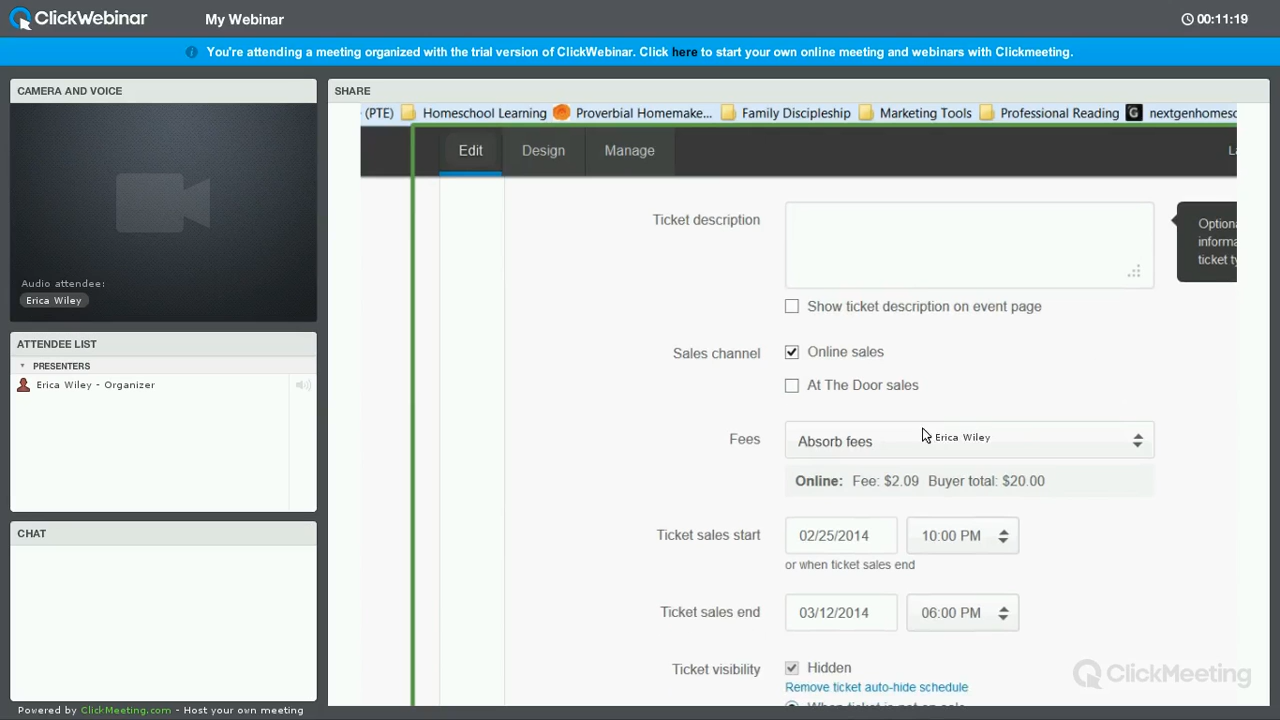 ClickWebinar
My Webinar
00:11:19
You're attending a meeting organized with the trial version of ClickWebinar. Click here to start your own online meeting and webinars with Clickmeeting.
CAMERA AND VOICE
Audio attendee:
Erica Wiley
ATTENDEE LIST
PRESENTERS
Erica Wiley - Organizer
CHAT
Powered by ClickMeeting.com - Host your own meeting
SHARE
(PTE) Homeschool Learning Proverbial Homemake... Family Discipleship Marketing Tools Professional Reading G nextgenhomesc
Edit Design Manage
Ticket description
Optiona
informa
ticket ty
Show ticket description on event page
Sales channel Online sales
At The Door sales
Fees Absorb fees
Erica Wiley
Online: Fee: $2.09 Buyer total: $20.00
Ticket sales start 02/25/2014 10:00 PM
or when ticket sales end
Ticket sales end 03/12/2014 06:00 PM
Ticket visibility Hidden
Remove ticket auto-hide schedule
When ticket is not on sale
ClickMeeting